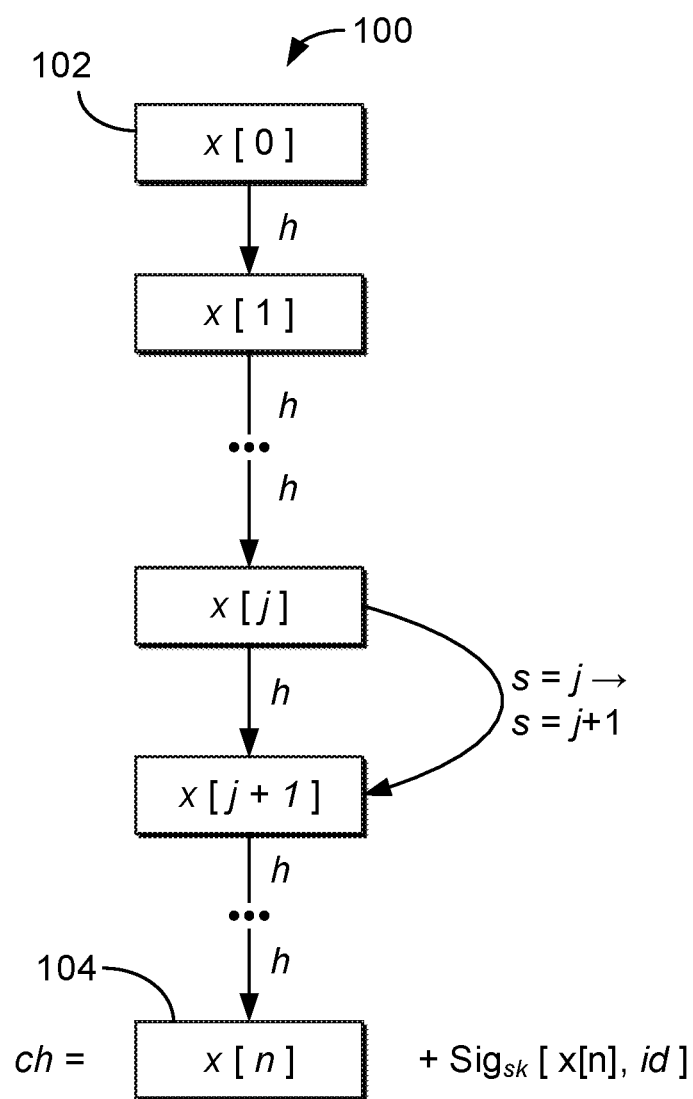 100
102
x [ 0 ]
h
x [ 1 ]
h
•••
h
x [ j ]
h
s = j →
s = j+1
x [ j + 1 ]
h
•••
h
104
ch = x [ n ] + Sigsk [ x[n], id ]